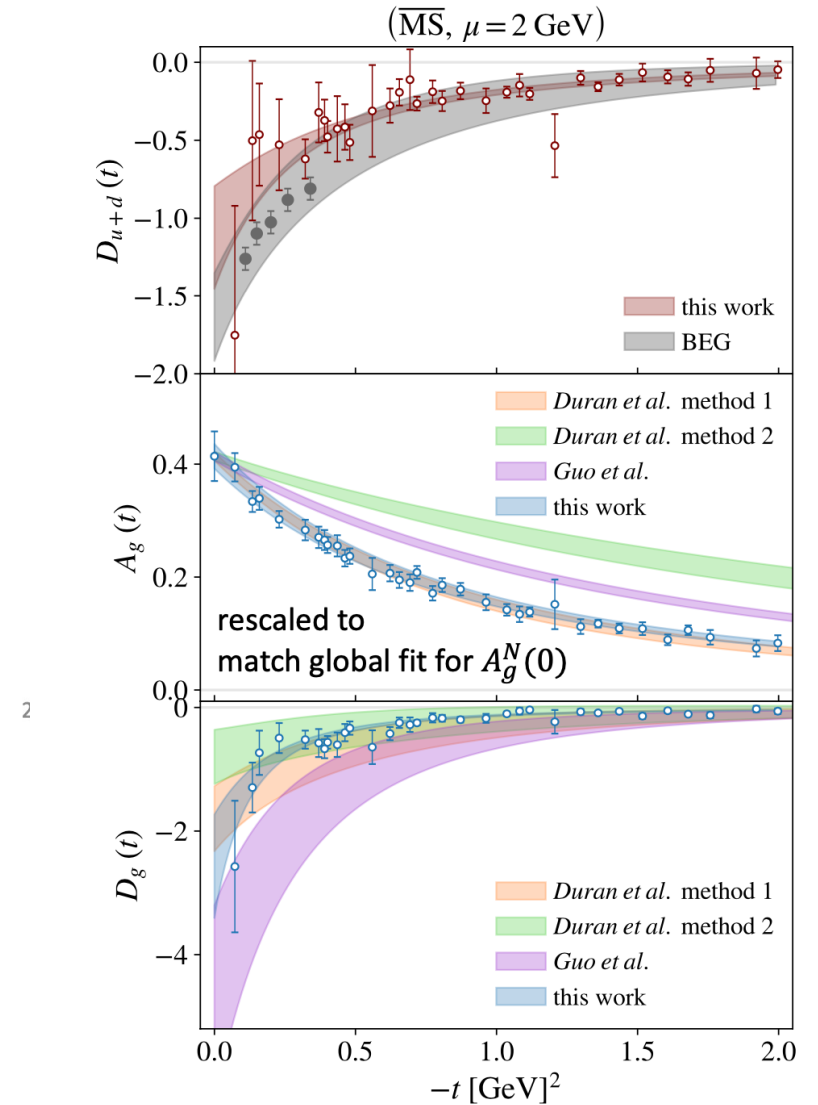 (M̅S̅, μ = 2 GeV)
0.0
−0.5
−1.0
−1.5
−2.0
D_{u+d} (t)
this work
BEG
Duran et al. method 1
Duran et al. method 2
Guo et al.
this work
0.4
0.2
0.0
A_g (t)
rescaled to
match global fit for A_g^N(0)
2
0
−2
−4
D_g (t)
Duran et al. method 1
Duran et al. method 2
Guo et al.
this work
0.0 0.5 1.0 1.5 2.0
−t [GeV]²